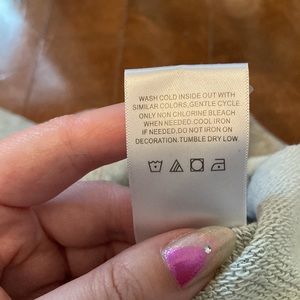 WASH COLD INSIDE OUT WITH
SIMILAR COLORS,GENTLE CYCLE
ONLY NON CHLORINE BLEACH
WHEN NEEDED.COOL IRON
IF NEEDED.DO NOT IRON ON
DECORATION.TUMBLE DRY LOW.